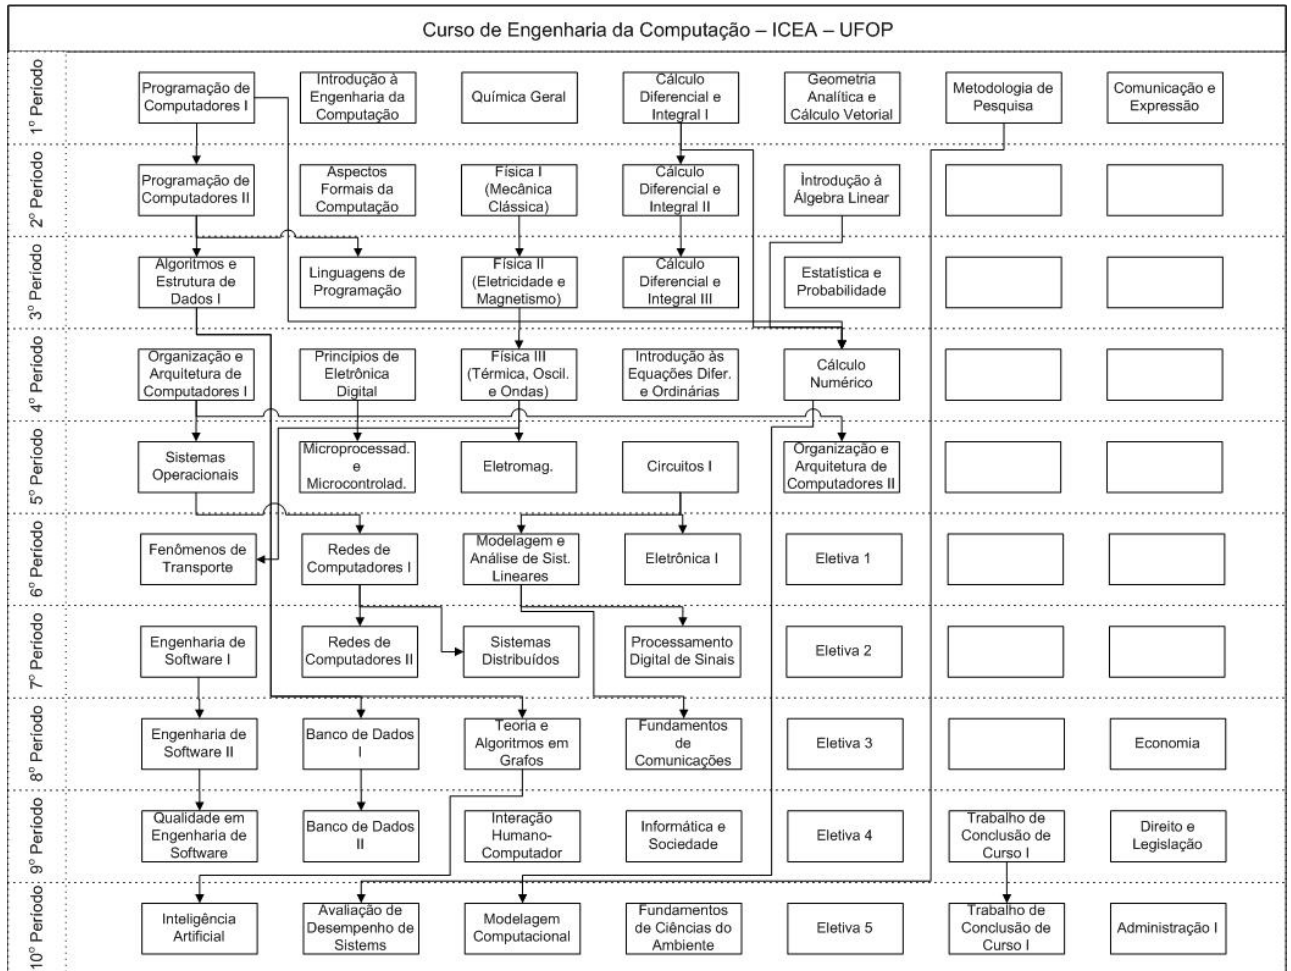 Curso de Engenharia da Computação – ICEA – UFOP
1º Período
Programação de
Computadores I
Introdução à
Engenharia da
Computação
Química Geral
Cálculo
Diferencial e
Integral I
Geometria
Analítica e
Cálculo Vetorial
Metodologia de
Pesquisa
Comunicação e
Expressão
2º Período
Programação de
Computadores II
Aspectos
Formais da
Computação
Física I
(Mecânica
Clássica)
Cálculo
Diferencial e
Integral II
Introdução à
Álgebra Linear
3º Período
Algoritmos e
Estrutura de
Dados I
Linguagens de
Programação
Física II
(Eletricidade e
Magnetismo)
Cálculo
Diferencial e
Integral III
Estatística e
Probabilidade
4º Período
Organização e
Arquitetura de
Computadores I
Princípios de
Eletrônica
Digital
Física III
(Térmica, Oscil.
e Ondas)
Introdução às
Equações Difer.
e Ordinárias
Cálculo
Numérico
5º Período
Sistemas
Operacionais
Microprocessad.
e
Microcontrolad.
Eletromag.
Circuitos I
Organização e
Arquitetura de
Computadores II
6º Período
Fenômenos de
Transporte
Redes de
Computadores I
Modelagem e
Análise de Sist.
Lineares
Eletrônica I
Eletiva 1
7º Período
Engenharia de
Software I
Redes de
Computadores II
Sistemas
Distribuídos
Processamento
Digital de Sinais
Eletiva 2
8º Período
Engenharia de
Software II
Banco de Dados
I
Teoria e
Algoritmos em
Grafos
Fundamentos
de
Comunicações
Eletiva 3
Economia
9º Período
Qualidade em
Engenharia de
Software
Banco de Dados
II
Interação
Humano-
Computador
Informática e
Sociedade
Eletiva 4
Trabalho de
Conclusão de
Curso I
Direito e
Legislação
10º Período
Inteligência
Artificial
Avaliação de
Desempenho de
Sistems
Modelagem
Computacional
Fundamentos
de Ciências do
Ambiente
Eletiva 5
Trabalho de
Conclusão de
Curso I
Administração I